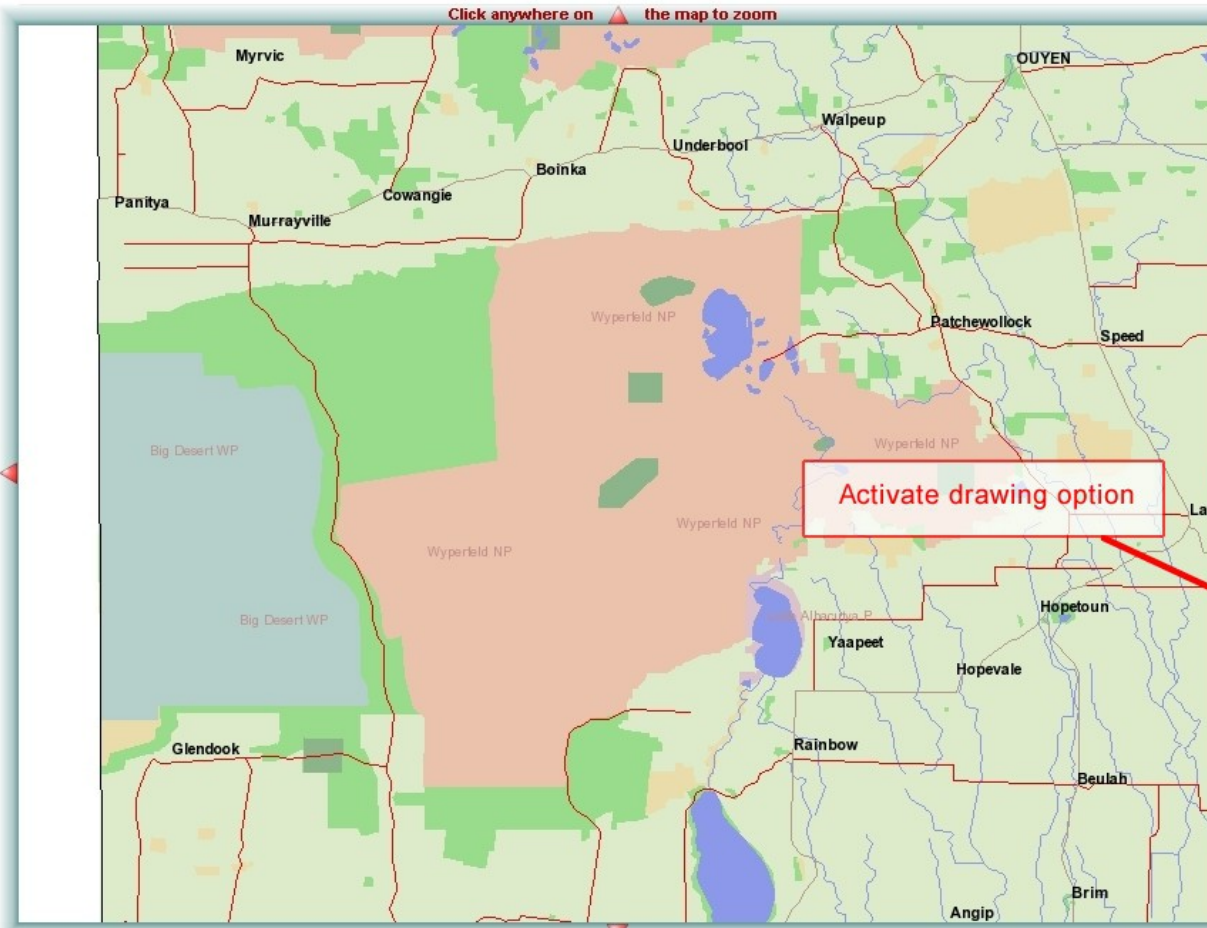 Click anywhere on the map to zoom
Myrvic
OUYEN
Walpeup
Underbool
Boinka
Cowangie
Panitya
Murrayville
Wyperfeld NP
Patchewollock
Speed
Big Desert WP
Wyperfeld NP
Activate drawing option
La
Wyperfeld NP
Wyperfeld NP
Big Desert WP
Albacutya P
Hopetoun
Yaapeet
Hopevale
Glendook
Rainbow
Beulah
Brim
Angip